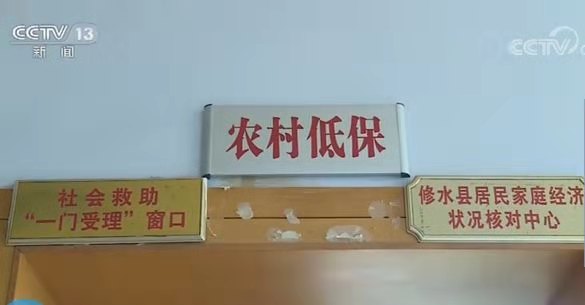 CCTV 13
新闻
CCTV
农村低保
社会救助
“一门受理”窗口
修水县居民家庭经济
状况核对中心